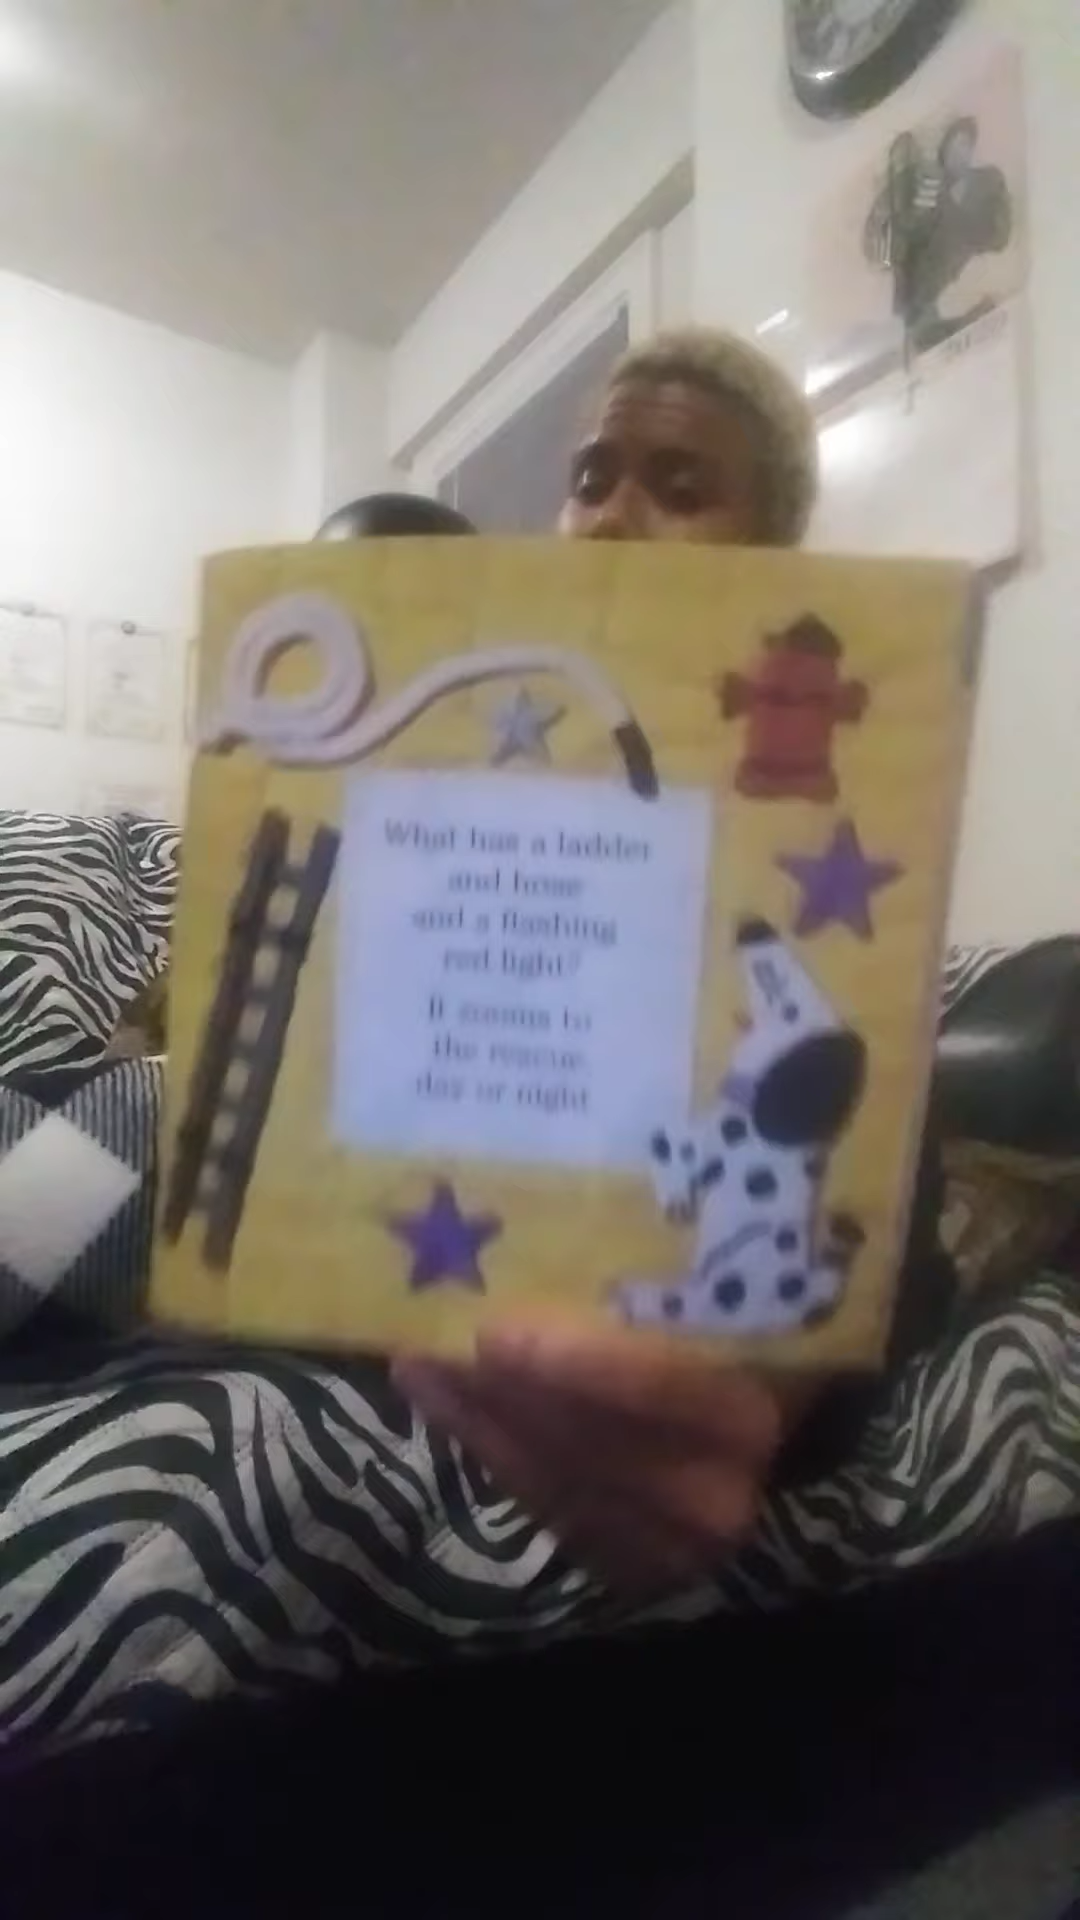 What has a ladder
and hose
and a flashing
red light?
It zooms to
the rescue
day or night